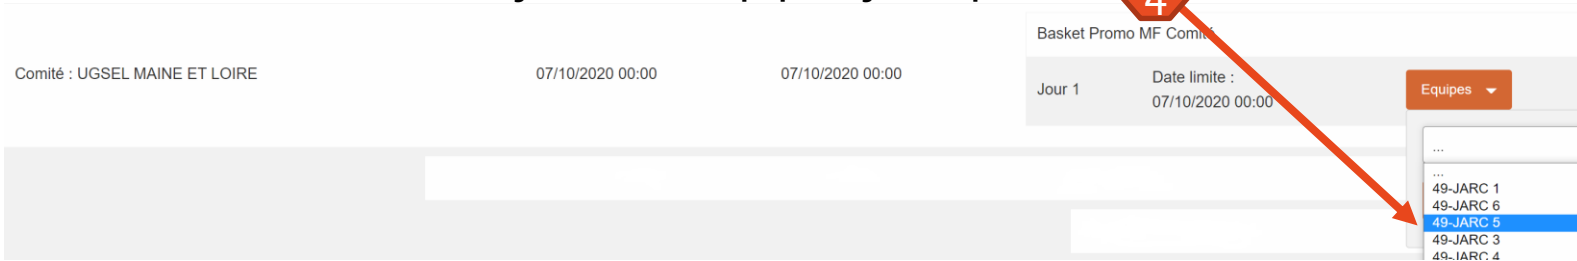 4
Basket Promo MF Comité
Comité : UGSEL MAINE ET LOIRE
07/10/2020 00:00
07/10/2020 00:00
Jour 1
Date limite :
07/10/2020 00:00
Equipes
...
...
49-JARC 1
49-JARC 6
49-JARC 5
49-JARC 3
49-JARC 4